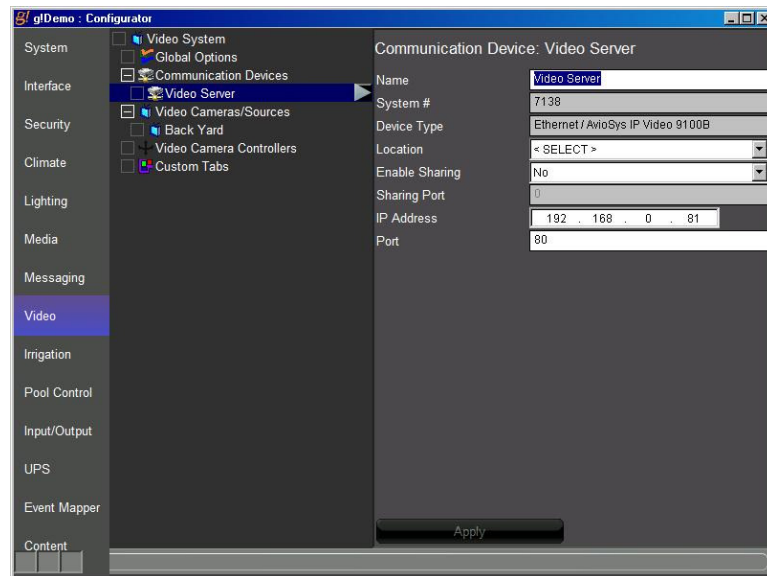 g! g!Demo : Configurator
System
Interface
Security
Climate
Lighting
Media
Messaging
Video
Irrigation
Pool Control
Input/Output
UPS
Event Mapper
Content
Video System
Global Options
Communication Devices
Video Server
Video Cameras/Sources
Back Yard
Video Camera Controllers
Custom Tabs
Communication Device: Video Server
Name Video Server
System # 7138
Device Type Ethernet / AvioSys IP Video 9100B
Location < SELECT >
Enable Sharing No
Sharing Port 0
IP Address 192 . 168 . 0 . 81
Port 80
Apply